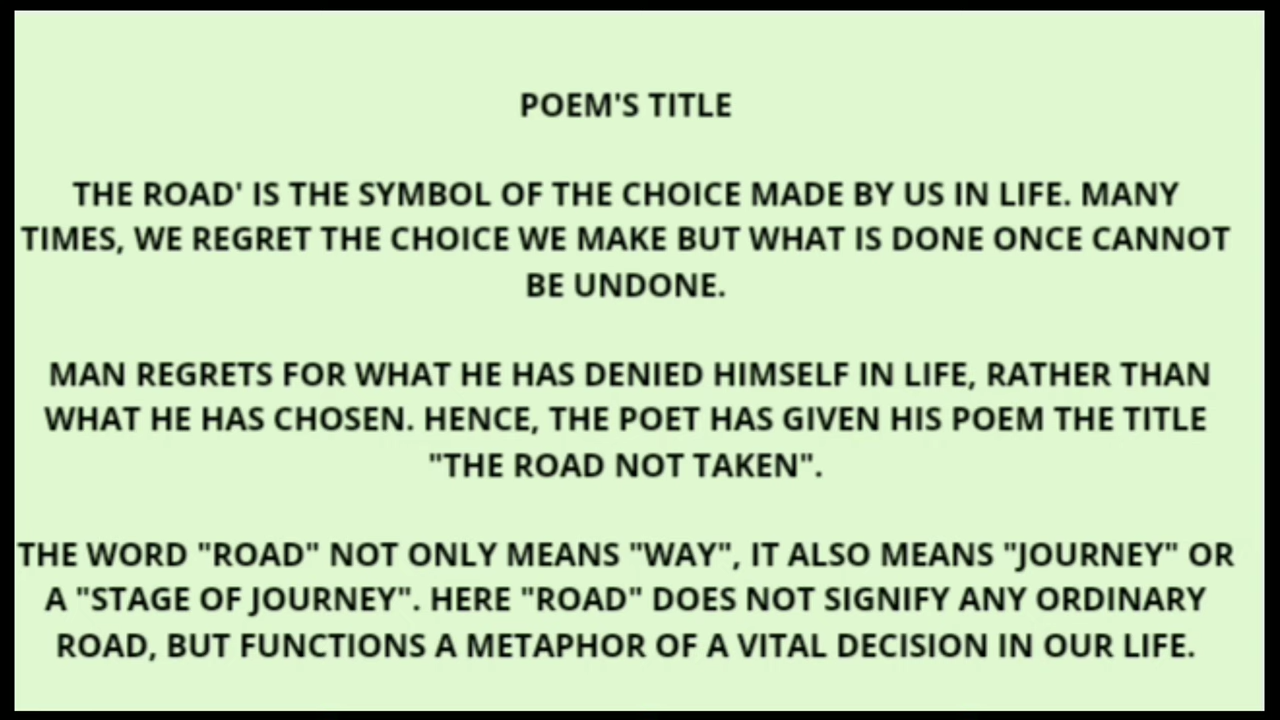 POEM'S TITLE
THE ROAD' IS THE SYMBOL OF THE CHOICE MADE BY US IN LIFE. MANY
TIMES, WE REGRET THE CHOICE WE MAKE BUT WHAT IS DONE ONCE CANNOT
BE UNDONE.
MAN REGRETS FOR WHAT HE HAS DENIED HIMSELF IN LIFE, RATHER THAN
WHAT HE HAS CHOSEN. HENCE, THE POET HAS GIVEN HIS POEM THE TITLE
"THE ROAD NOT TAKEN".
THE WORD "ROAD" NOT ONLY MEANS "WAY", IT ALSO MEANS "JOURNEY" OR
A "STAGE OF JOURNEY". HERE "ROAD" DOES NOT SIGNIFY ANY ORDINARY
ROAD, BUT FUNCTIONS A METAPHOR OF A VITAL DECISION IN OUR LIFE.